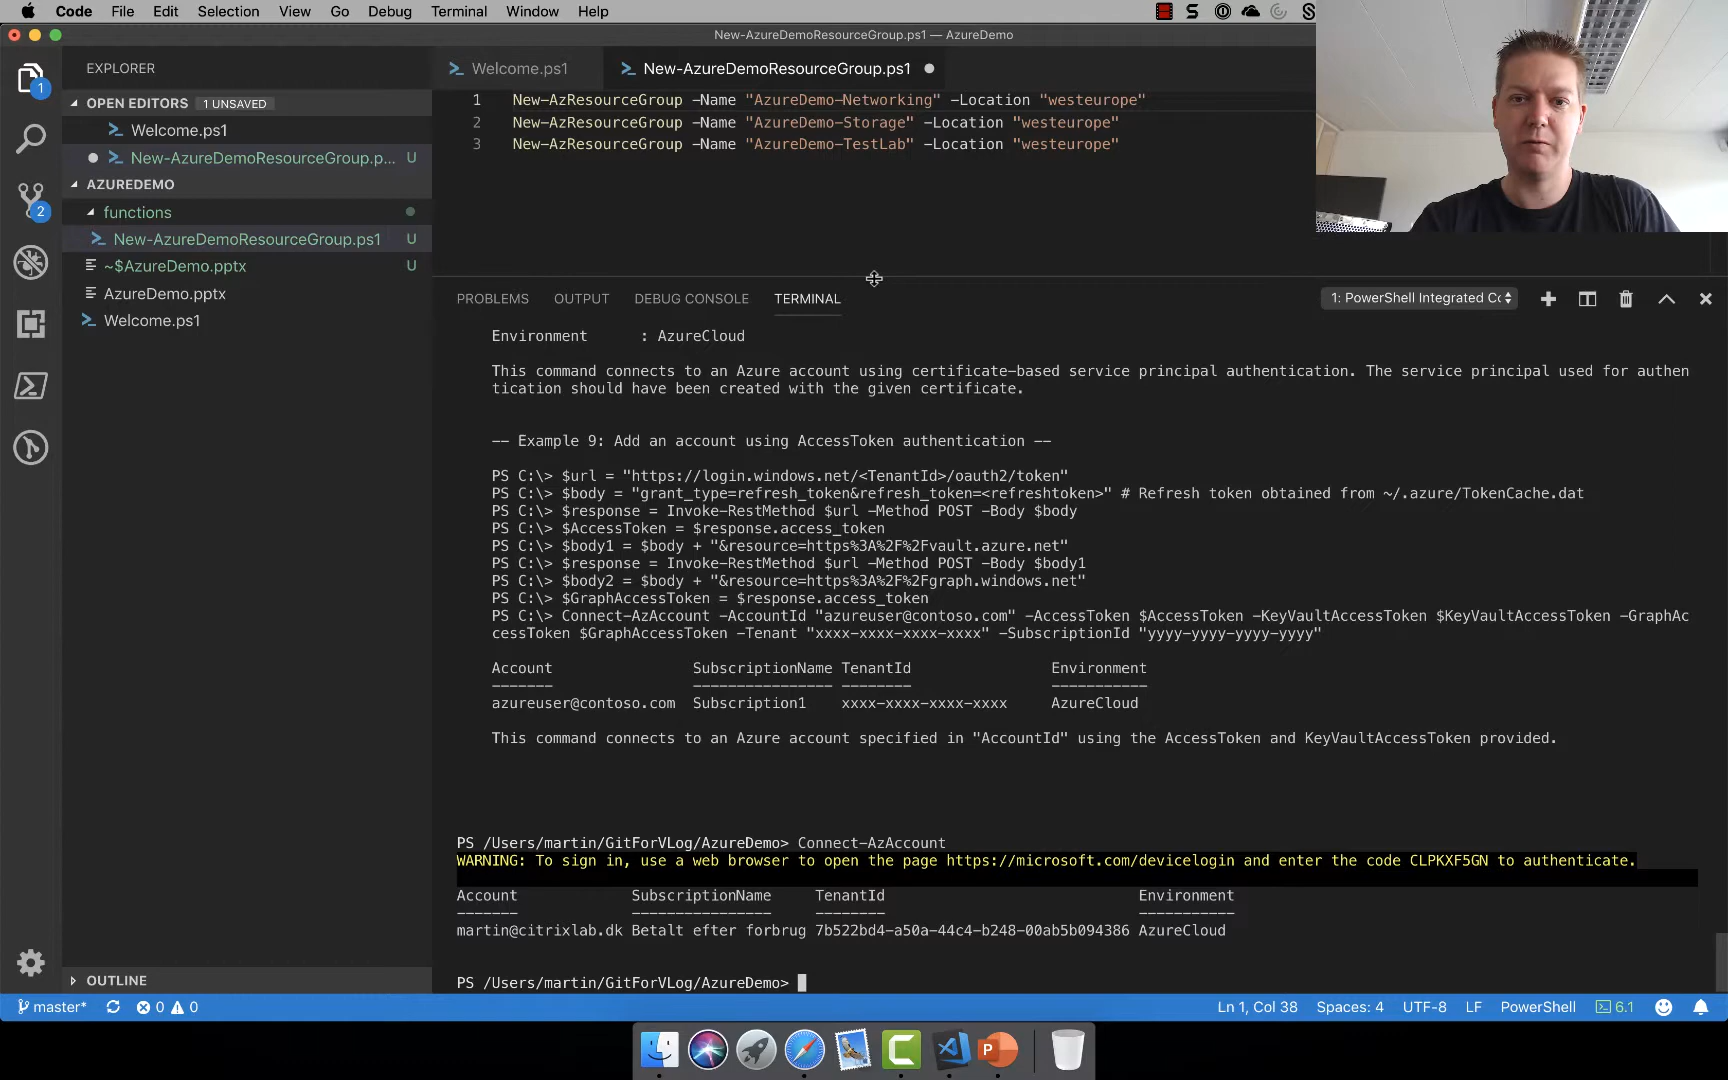 Code File Edit Selection View Go Debug Terminal Window Help
New-AzureDemoResourceGroup.ps1 — AzureDemo
EXPLORER
Welcome.ps1
New-AzureDemoResourceGroup.ps1
1
OPEN EDITORS 1 UNSAVED
Welcome.ps1
New-AzureDemoResourceGroup.p... U
AZUREDEMO
2
functions
New-AzureDemoResourceGroup.ps1 U
~$AzureDemo.pptx U
AzureDemo.pptx
Welcome.ps1
OUTLINE
1 New-AzResourceGroup -Name "AzureDemo-Networking" -Location "westeurope"
2 New-AzResourceGroup -Name "AzureDemo-Storage" -Location "westeurope"
3 New-AzResourceGroup -Name "AzureDemo-TestLab" -Location "westeurope"
PROBLEMS OUTPUT DEBUG CONSOLE TERMINAL 1: PowerShell Integrated Cc
Environment : AzureCloud
This command connects to an Azure account using certificate-based service principal authentication. The service principal used for authen
tication should have been created with the given certificate.
-- Example 9: Add an account using AccessToken authentication --
PS C:\> $url = "https://login.windows.net/<TenantId>/oauth2/token"
PS C:\> $body = "grant_type=refresh_token&refresh_token=<refreshtoken>" # Refresh token obtained from ~/.azure/TokenCache.dat
PS C:\> $response = Invoke-RestMethod $url -Method POST -Body $body
PS C:\> $AccessToken = $response.access_token
PS C:\> $body1 = $body + "&resource=https%3A%2F%2Fvault.azure.net"
PS C:\> $response = Invoke-RestMethod $url -Method POST -Body $body1
PS C:\> $body2 = $body + "&resource=https%3A%2F%2Fgraph.windows.net"
PS C:\> $GraphAccessToken = $response.access_token
PS C:\> Connect-AzAccount -AccountId "azureuser@contoso.com" -AccessToken $AccessToken -KeyVaultAccessToken $KeyVaultAccessToken -GraphAc
cessToken $GraphAccessToken -Tenant "xxxx-xxxx-xxxx-xxxx" -SubscriptionId "yyyy-yyyy-yyyy-yyyy"
Account SubscriptionName TenantId Environment
------- ---------------- -------- -----------
azureuser@contoso.com Subscription1 xxxx-xxxx-xxxx-xxxx AzureCloud
This command connects to an Azure account specified in "AccountId" using the AccessToken and KeyVaultAccessToken provided.
PS /Users/martin/GitForVLog/AzureDemo> Connect-AzAccount
WARNING: To sign in, use a web browser to open the page https://microsoft.com/devicelogin and enter the code CLPKXF5GN to authenticate.
Account SubscriptionName TenantId Environment
------- ---------------- -------- -----------
martin@citrixlab.dk Betalt efter forbrug 7b522bd4-a50a-44c4-b248-00ab5b094386 AzureCloud
PS /Users/martin/GitForVLog/AzureDemo>
master* 0 0 Ln 1, Col 38 Spaces: 4 UTF-8 LF PowerShell 6.1
P